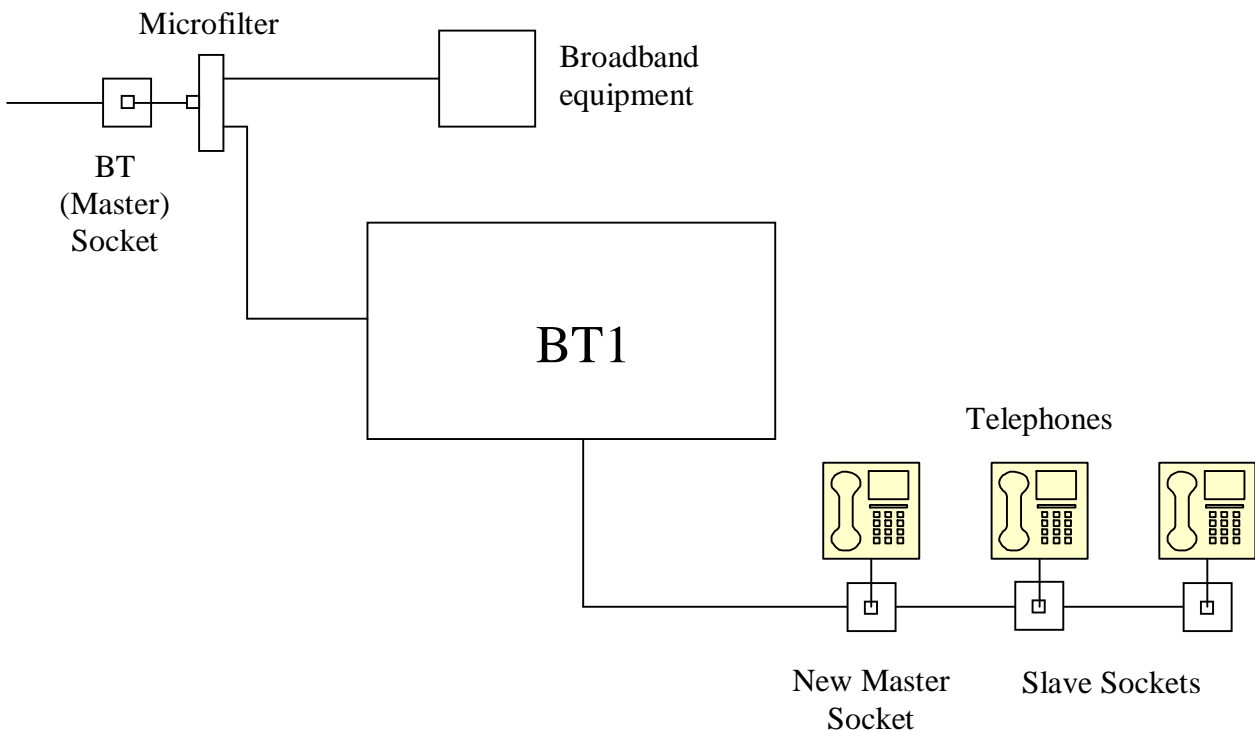 Microfilter
Broadband
equipment
BT
(Master)
Socket
BT1
Telephones
New Master
Socket
Slave Sockets